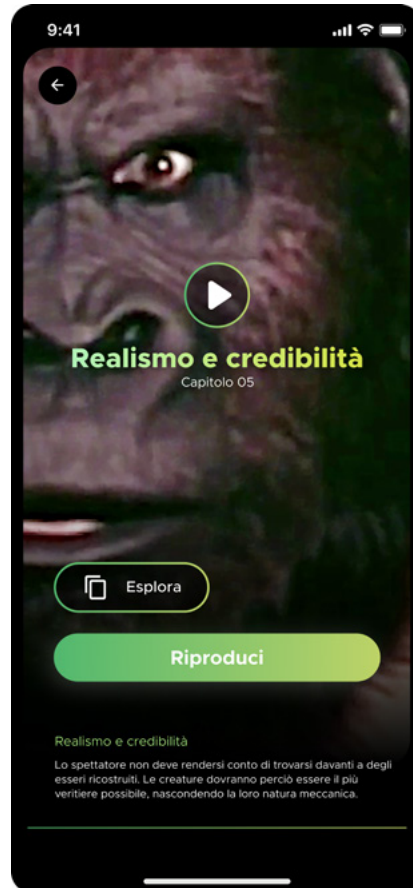 9:41
Realismo e credibilità
Capitolo 05
Esplora
Riproduci
Realismo e credibilità
Lo spettatore non deve rendersi conto di trovarsi davanti a degli
esseri ricostruiti. Le creature dovranno perciò essere il più
veritiere possibile, nascondendo la loro natura meccanica.